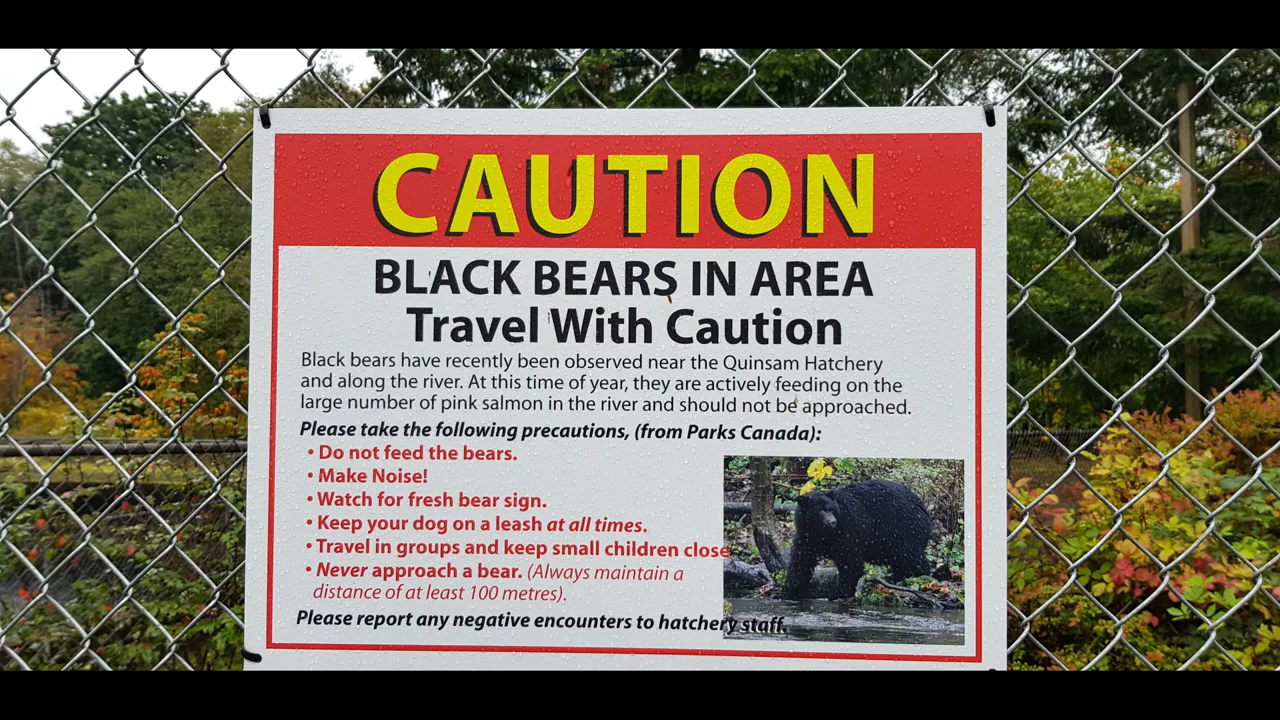 CAUTION
BLACK BEARS IN AREA
Travel With Caution
Black bears have recently been observed near the Quinsam Hatchery
and along the river. At this time of year, they are actively feeding on the
large number of pink salmon in the river and should not be approached.
Please take the following precautions, (from Parks Canada):
• Do not feed the bears.
• Make Noise!
• Watch for fresh bear sign.
• Keep your dog on a leash at all times.
• Travel in groups and keep small children close
• Never approach a bear. (Always maintain a
distance of at least 100 metres).
Please report any negative encounters to hatchery staff.